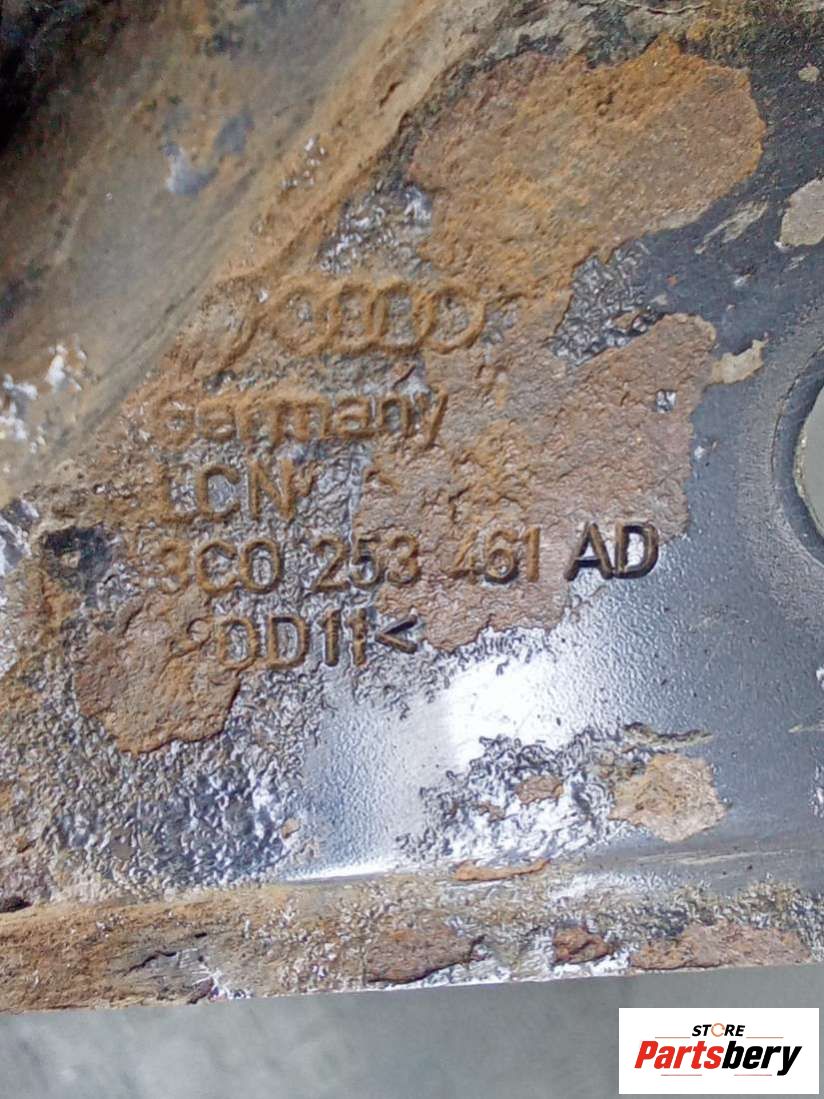 Germany
LCN
3C0 253 461 AD
DD11<
STORE
Partsbery